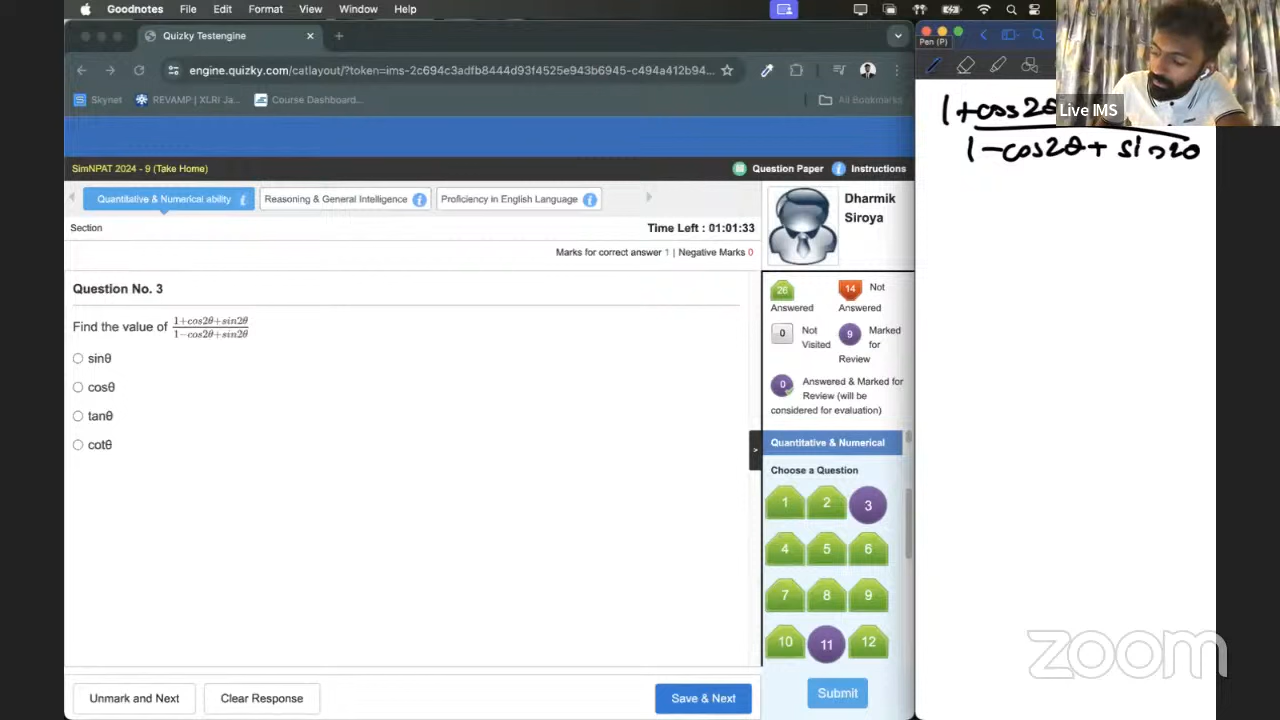 Goodnotes File Edit Format View Window Help
Quizky Testengine
engine.quizky.com/catlayout/?token=ims-2c694c3adfb8444d93f4525e943b6945-c494a412b94...
Skynet REVAMP | XLRI Ja... Course Dashboard... All Bookmarks
SimNPAT 2024 - 9 (Take Home) Question Paper Instructions
Quantitative & Numerical ability Reasoning & General Intelligence Proficiency in English Language
Section Time Left : 01:01:33
Marks for correct answer 1 | Negative Marks 0
Dharmik
Siroya
Question No. 3
Find the value of (1+cos2θ+sin2θ)/(1−cos2θ+sin2θ)
sinθ
cosθ
tanθ
cotθ
26 Answered
14 Not Answered
0 Not Visited
9 Marked for Review
0 Answered & Marked for Review (will be considered for evaluation)
Quantitative & Numerical
Choose a Question
1 2 3
4 5 6
7 8 9
10 11 12
Unmark and Next Clear Response Save & Next Submit
Pen (P)
Live IMS
1+cos2θ
1−cos2θ+ sin2θ
zoom